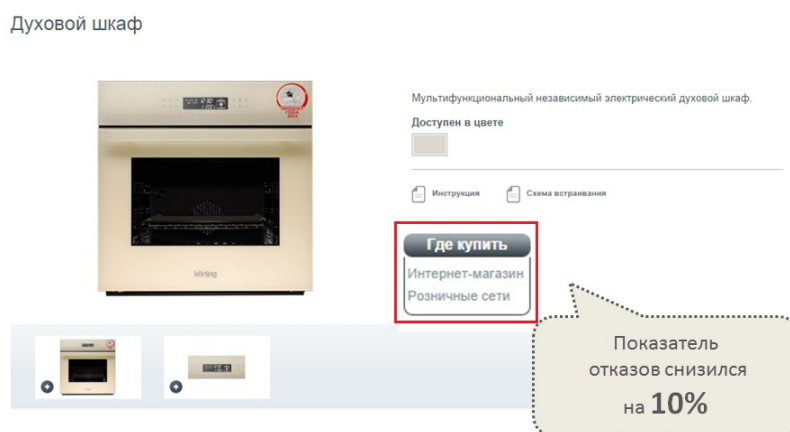 Духовой шкаф
Мультифункциональный независимый электрический духовой шкаф.
Доступен в цвете
Инструкция
Схема встраивания
Где купить
Интернет-магазин
Розничные сети
körting
Показатель
отказов снизился
на 10%